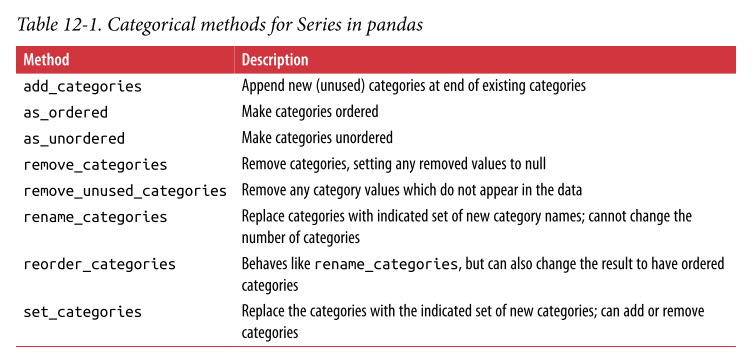 Table 12-1. Categorical methods for Series in pandas
Method Description
add_categories Append new (unused) categories at end of existing categories
as_ordered Make categories ordered
as_unordered Make categories unordered
remove_categories Remove categories, setting any removed values to null
remove_unused_categories Remove any category values which do not appear in the data
rename_categories Replace categories with indicated set of new category names; cannot change the
number of categories
reorder_categories Behaves like rename_categories, but can also change the result to have ordered
categories
set_categories Replace the categories with the indicated set of new categories; can add or remove
categories